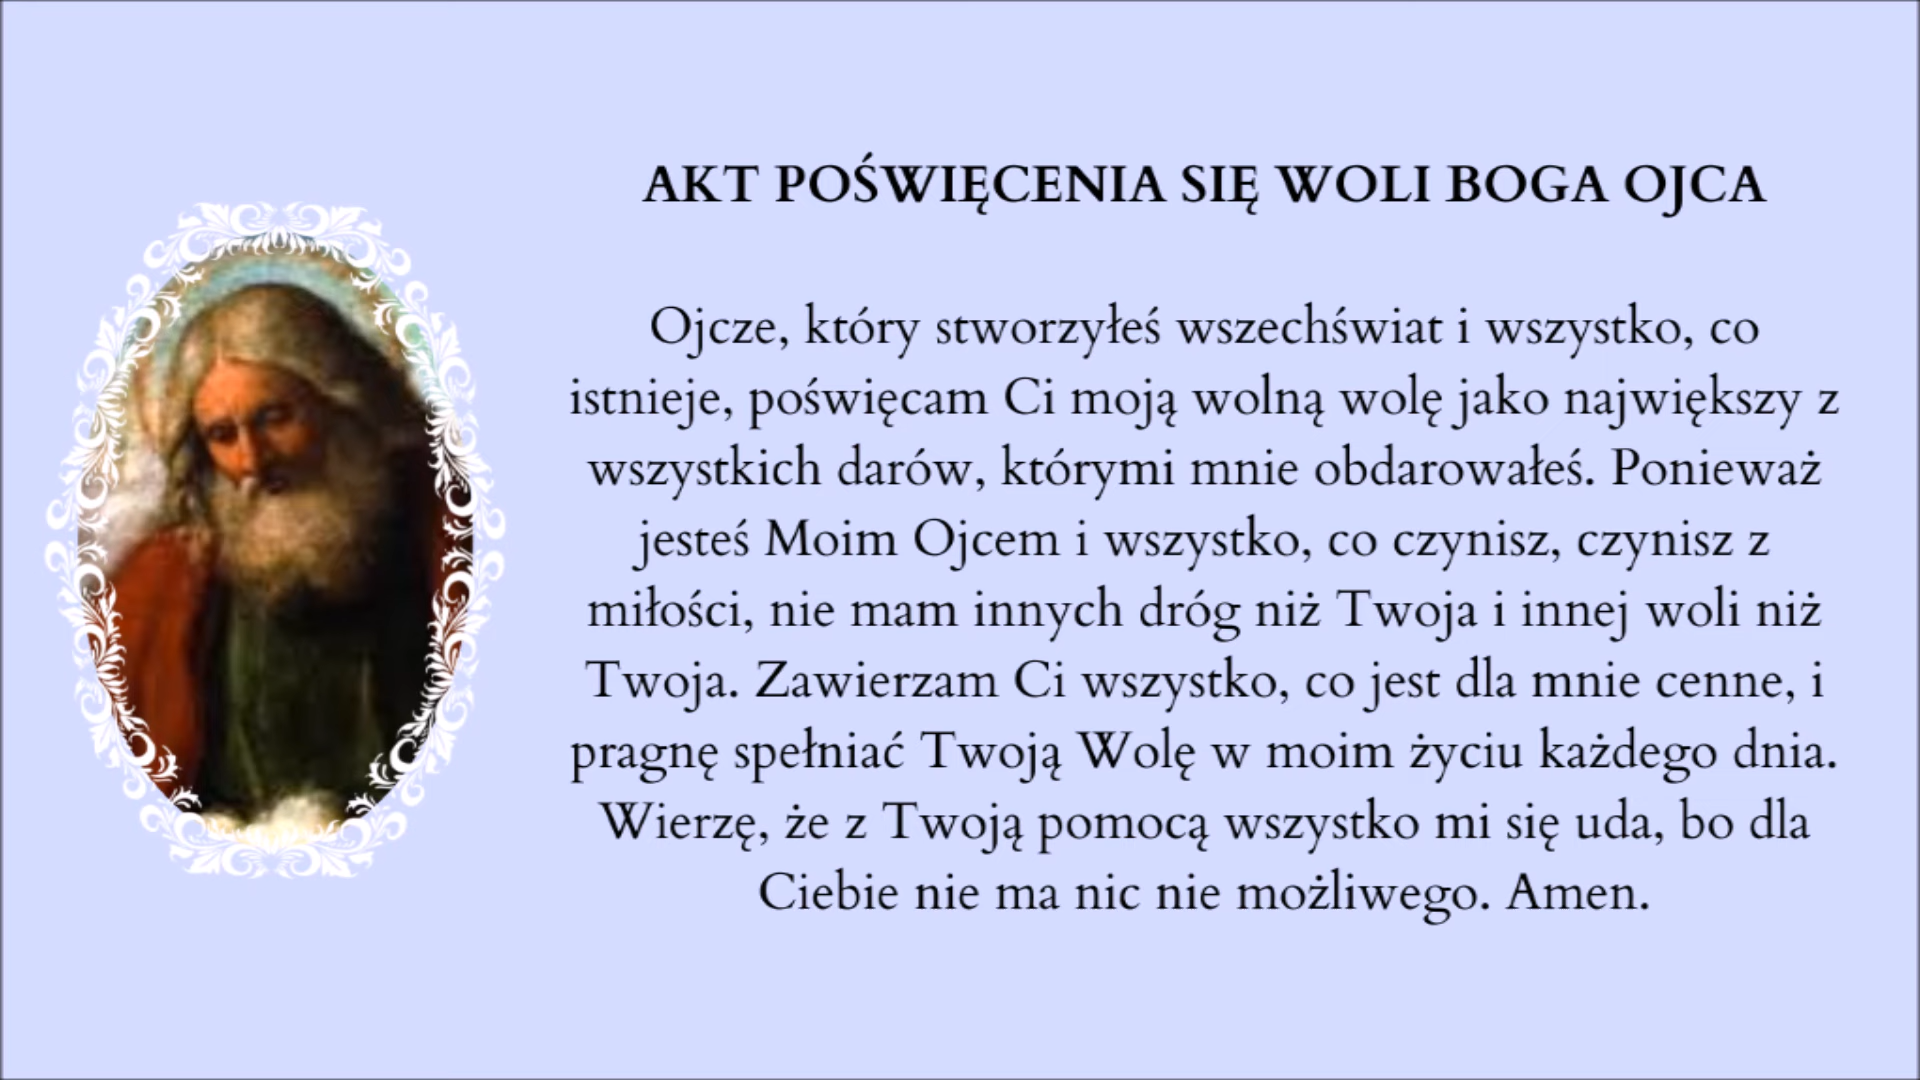 AKT POŚWIĘCENIA SIĘ WOLI BOGA OJCA
Ojcze, który stworzyłeś wszechświat i wszystko, co
istnieje, poświęcam Ci moją wolną wolę jako największy z
wszystkich darów, którymi mnie obdarowałeś. Ponieważ
jesteś Moim Ojcem i wszystko, co czynisz, czynisz z
miłości, nie mam innych dróg niż Twoja i innej woli niż
Twoja. Zawierzam Ci wszystko, co jest dla mnie cenne, i
pragnę spełniać Twoją Wolę w moim życiu każdego dnia.
Wierzę, że z Twoją pomocą wszystko mi się uda, bo dla
Ciebie nie ma nic nie możliwego. Amen.